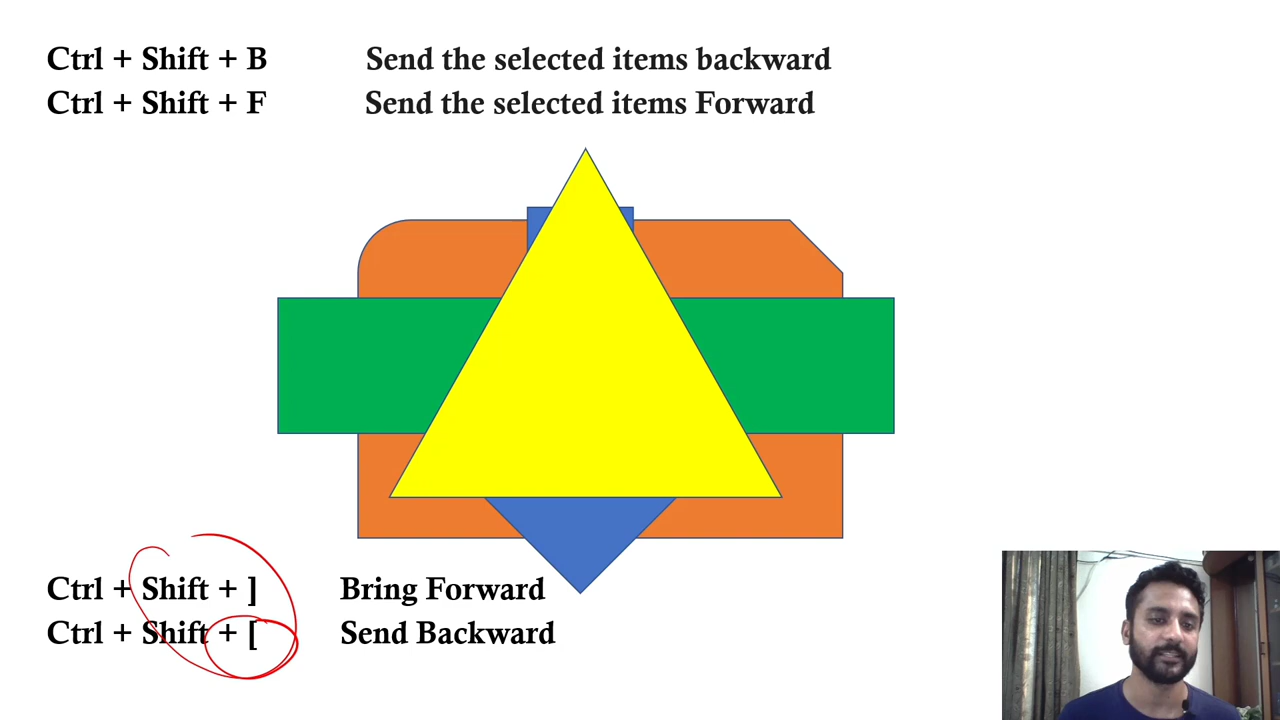 Ctrl + Shift + B Send the selected items backward
Ctrl + Shift + F Send the selected items Forward
Ctrl + Shift + ] Bring Forward
Ctrl + Shift + [ Send Backward